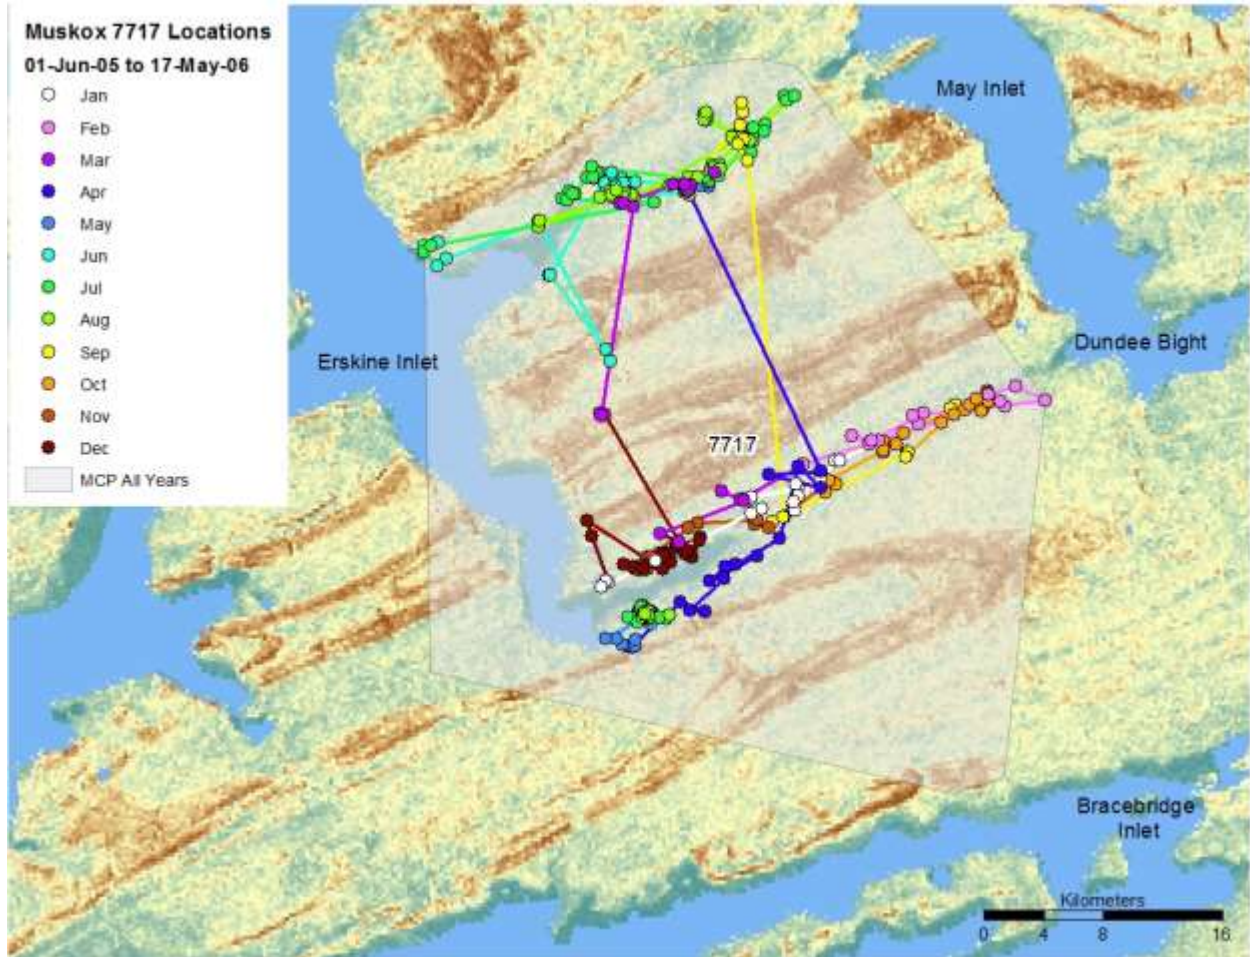 Muskox 7717 Locations
01-Jun-05 to 17-May-06
Jan
Feb
Mar
Apr
May
Jun
Jul
Aug
Sep
Oct
Nov
Dec
MCP All Years
May Inlet
Erskine Inlet
Dundee Bight
7717
Bracebridge
Inlet
Kilometers
0 4 8 16